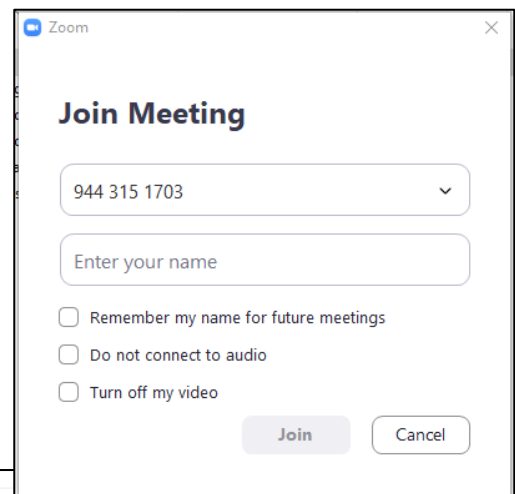 Zoom
Join Meeting
944 315 1703
Enter your name
Remember my name for future meetings
Do not connect to audio
Turn off my video
Join
Cancel